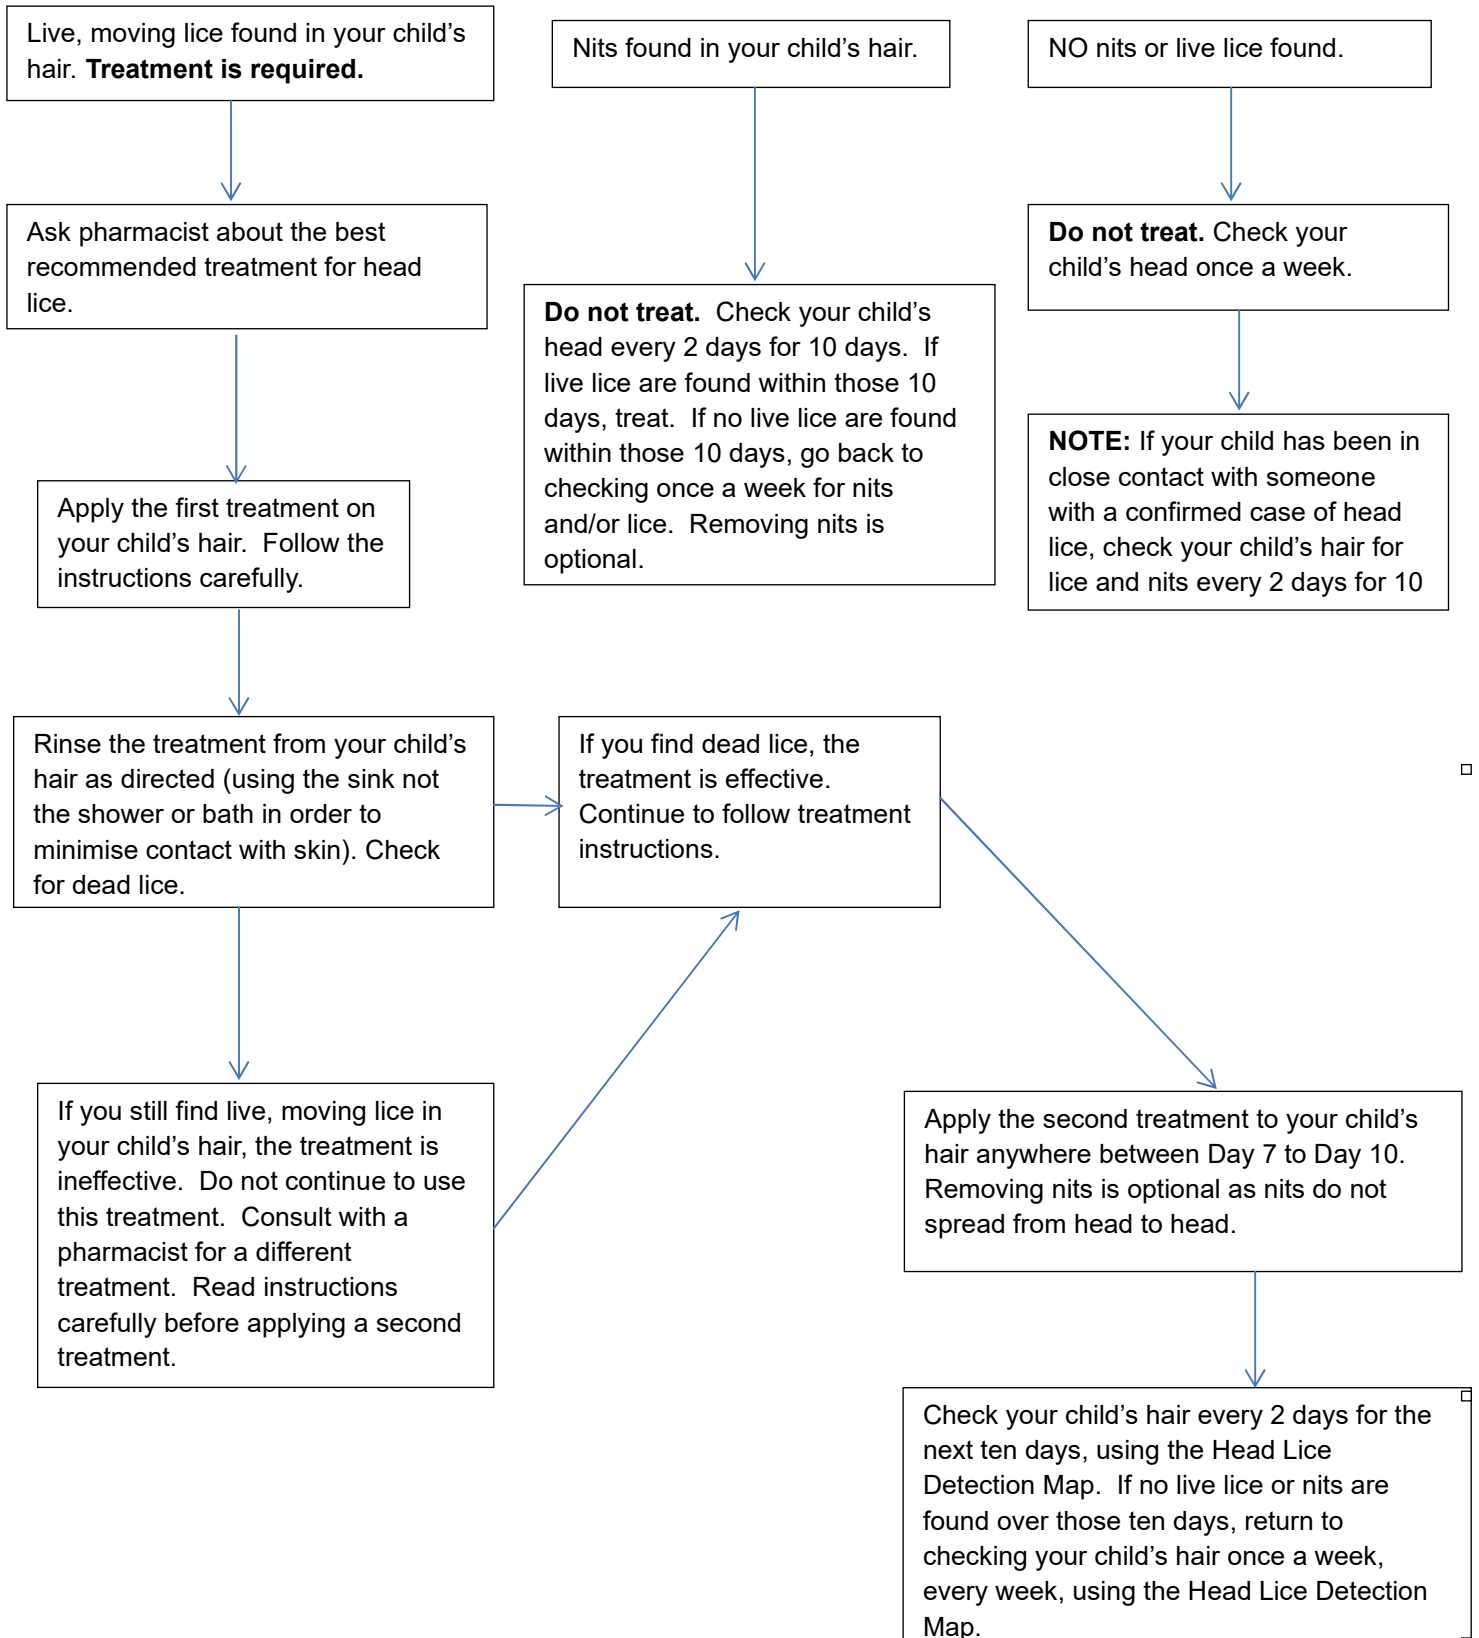 Live, moving lice found in your child’s
hair. Treatment is required.
Nits found in your child’s hair.
NO nits or live lice found.
Ask pharmacist about the best
recommended treatment for head
lice.
Do not treat. Check your child’s
head every 2 days for 10 days. If
live lice are found within those 10
days, treat. If no live lice are found
within those 10 days, go back to
checking once a week for nits
and/or lice. Removing nits is
optional.
Do not treat. Check your
child’s head once a week.
NOTE: If your child has been in
close contact with someone
with a confirmed case of head
lice, check your child’s hair for
lice and nits every 2 days for 10
Apply the first treatment on
your child’s hair. Follow the
instructions carefully.
Rinse the treatment from your child’s
hair as directed (using the sink not
the shower or bath in order to
minimise contact with skin). Check
for dead lice.
If you find dead lice, the
treatment is effective.
Continue to follow treatment
instructions.
If you still find live, moving lice in
your child’s hair, the treatment is
ineffective. Do not continue to use
this treatment. Consult with a
pharmacist for a different
treatment. Read instructions
carefully before applying a second
treatment.
Apply the second treatment to your child’s
hair anywhere between Day 7 to Day 10.
Removing nits is optional as nits do not
spread from head to head.
Check your child’s hair every 2 days for the
next ten days, using the Head Lice
Detection Map. If no live lice or nits are
found over those ten days, return to
checking your child’s hair once a week,
every week, using the Head Lice Detection
Map.